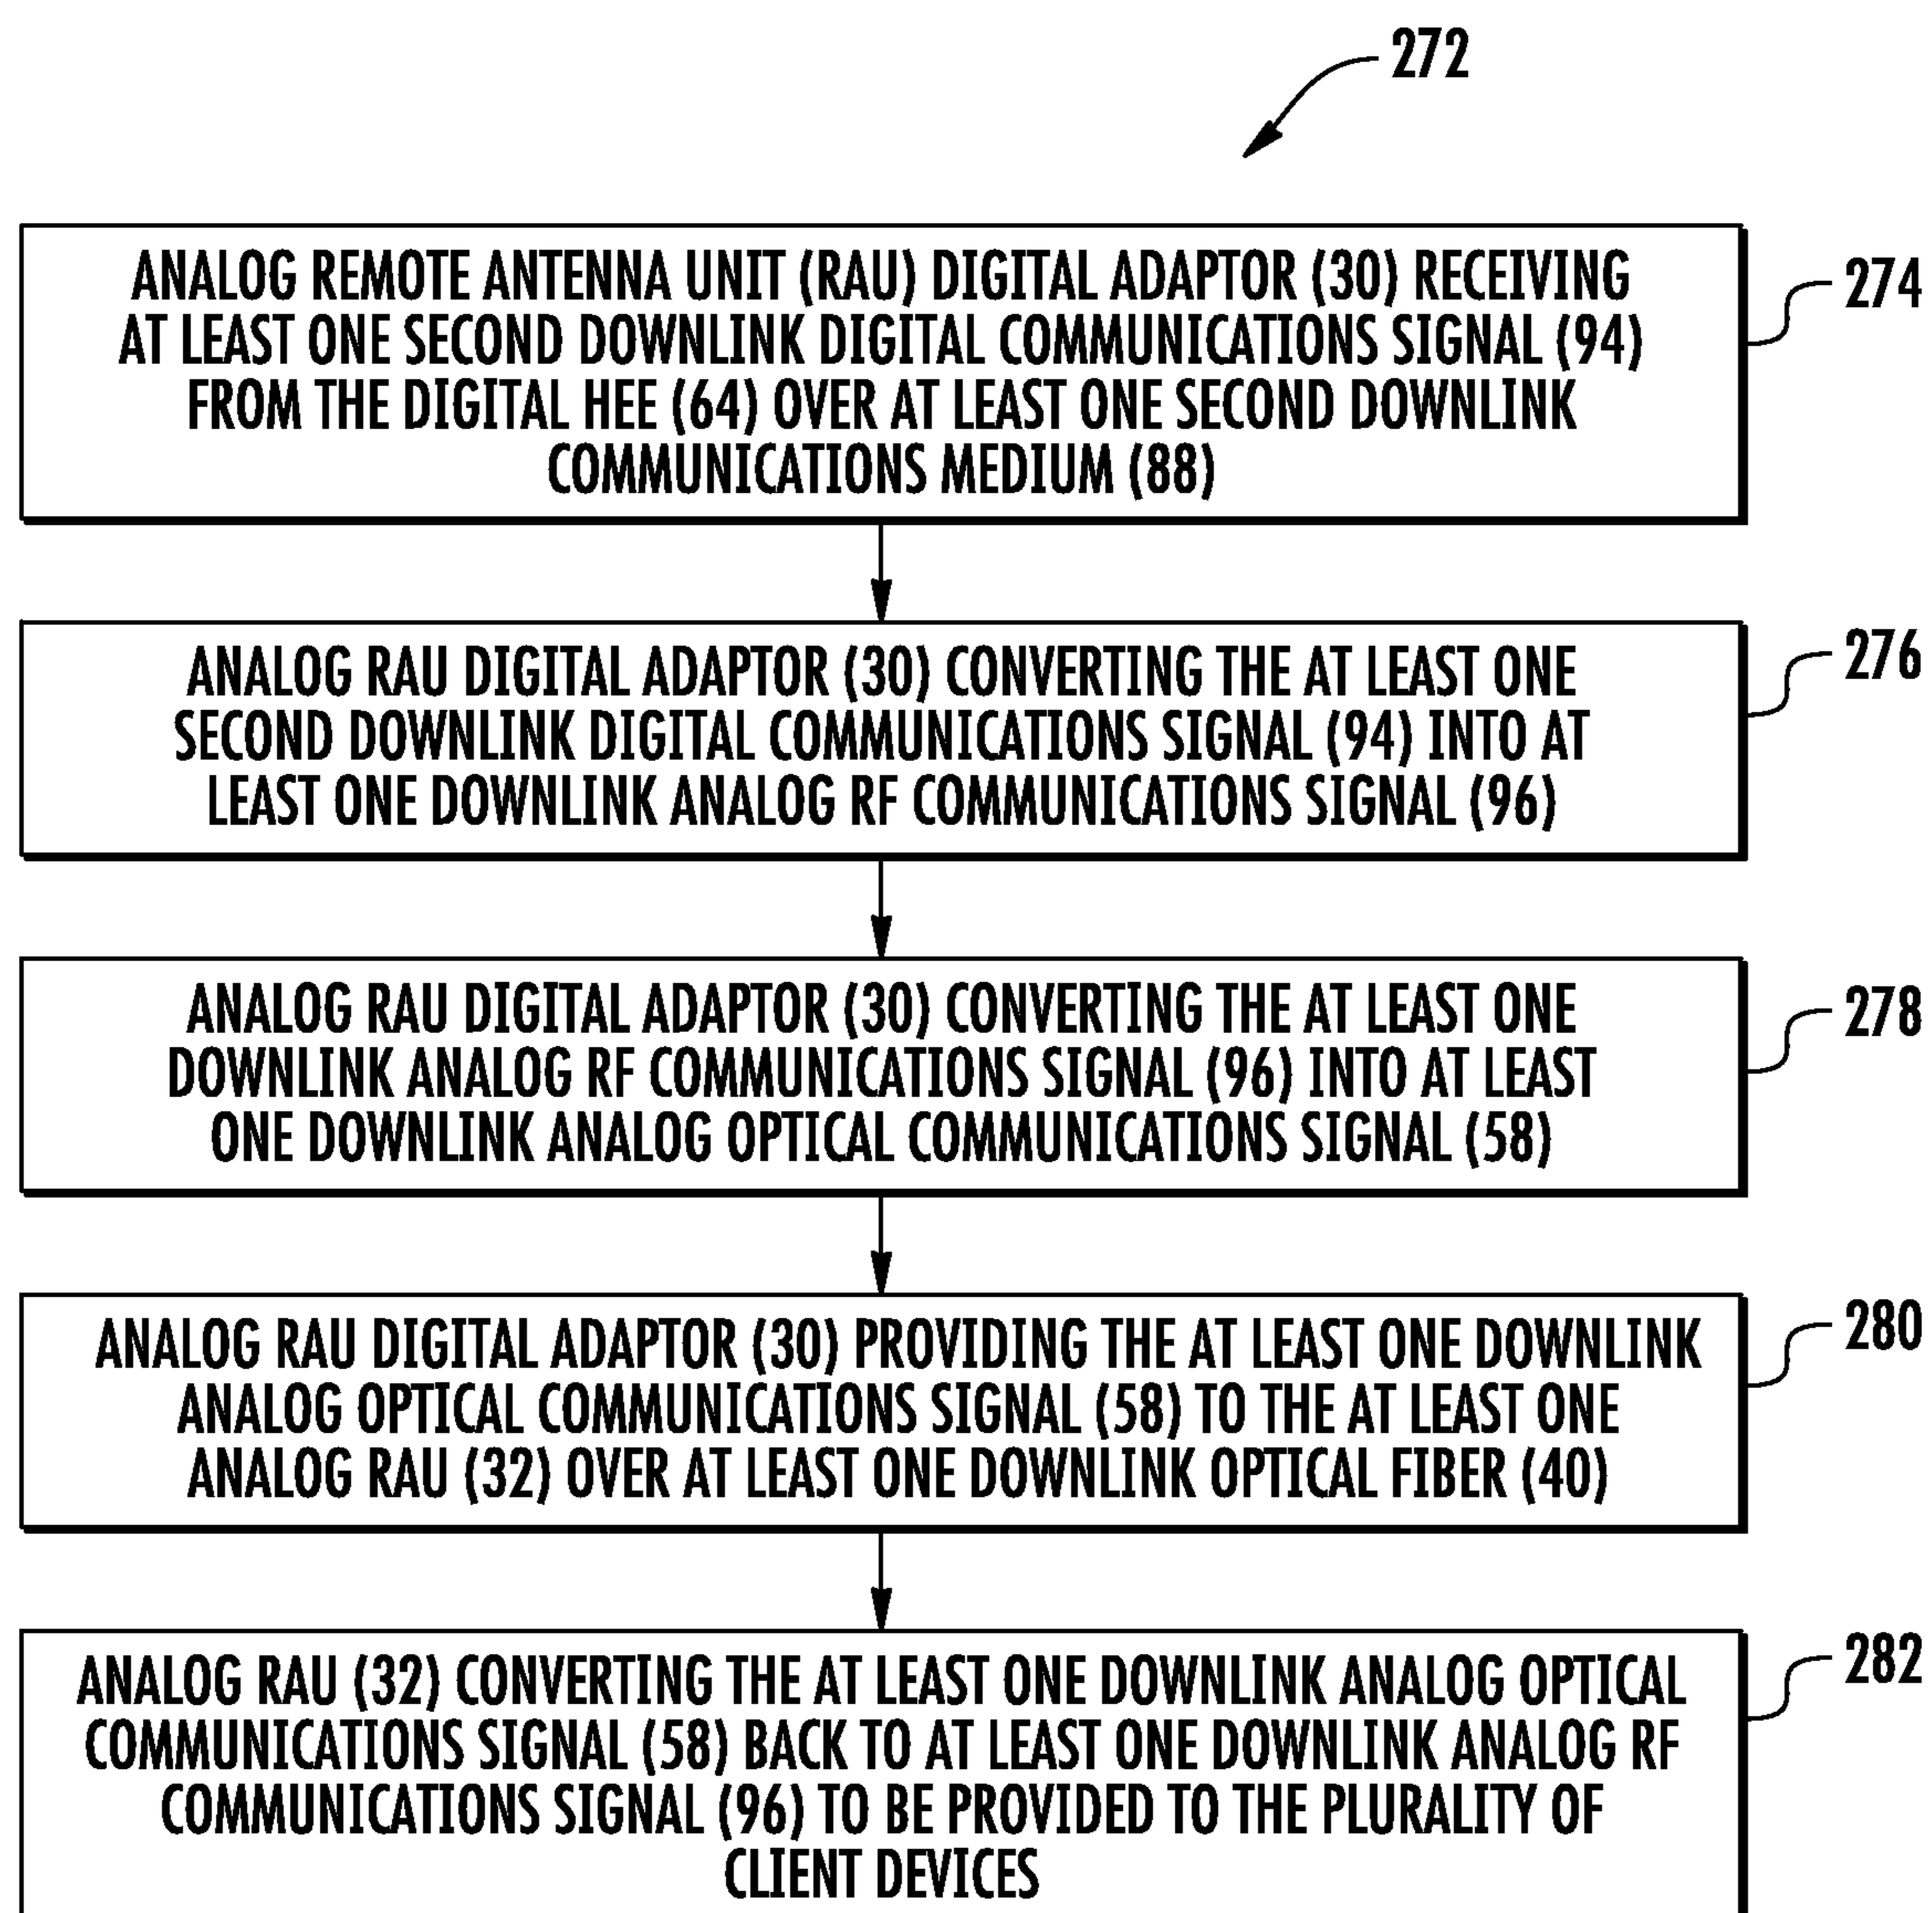 272
ANALOG REMOTE ANTENNA UNIT (RAU) DIGITAL ADAPTOR (30) RECEIVING
AT LEAST ONE SECOND DOWNLINK DIGITAL COMMUNICATIONS SIGNAL (94)
FROM THE DIGITAL HEE (64) OVER AT LEAST ONE SECOND DOWNLINK
COMMUNICATIONS MEDIUM (88)
274
ANALOG RAU DIGITAL ADAPTOR (30) CONVERTING THE AT LEAST ONE
SECOND DOWNLINK DIGITAL COMMUNICATIONS SIGNAL (94) INTO AT
LEAST ONE DOWNLINK ANALOG RF COMMUNICATIONS SIGNAL (96)
276
ANALOG RAU DIGITAL ADAPTOR (30) CONVERTING THE AT LEAST ONE
DOWNLINK ANALOG RF COMMUNICATIONS SIGNAL (96) INTO AT LEAST
ONE DOWNLINK ANALOG OPTICAL COMMUNICATIONS SIGNAL (58)
278
ANALOG RAU DIGITAL ADAPTOR (30) PROVIDING THE AT LEAST ONE DOWNLINK
ANALOG OPTICAL COMMUNICATIONS SIGNAL (58) TO THE AT LEAST ONE
ANALOG RAU (32) OVER AT LEAST ONE DOWNLINK OPTICAL FIBER (40)
280
ANALOG RAU (32) CONVERTING THE AT LEAST ONE DOWNLINK ANALOG OPTICAL
COMMUNICATIONS SIGNAL (58) BACK TO AT LEAST ONE DOWNLINK ANALOG RF
COMMUNICATIONS SIGNAL (96) TO BE PROVIDED TO THE PLURALITY OF
CLIENT DEVICES
282